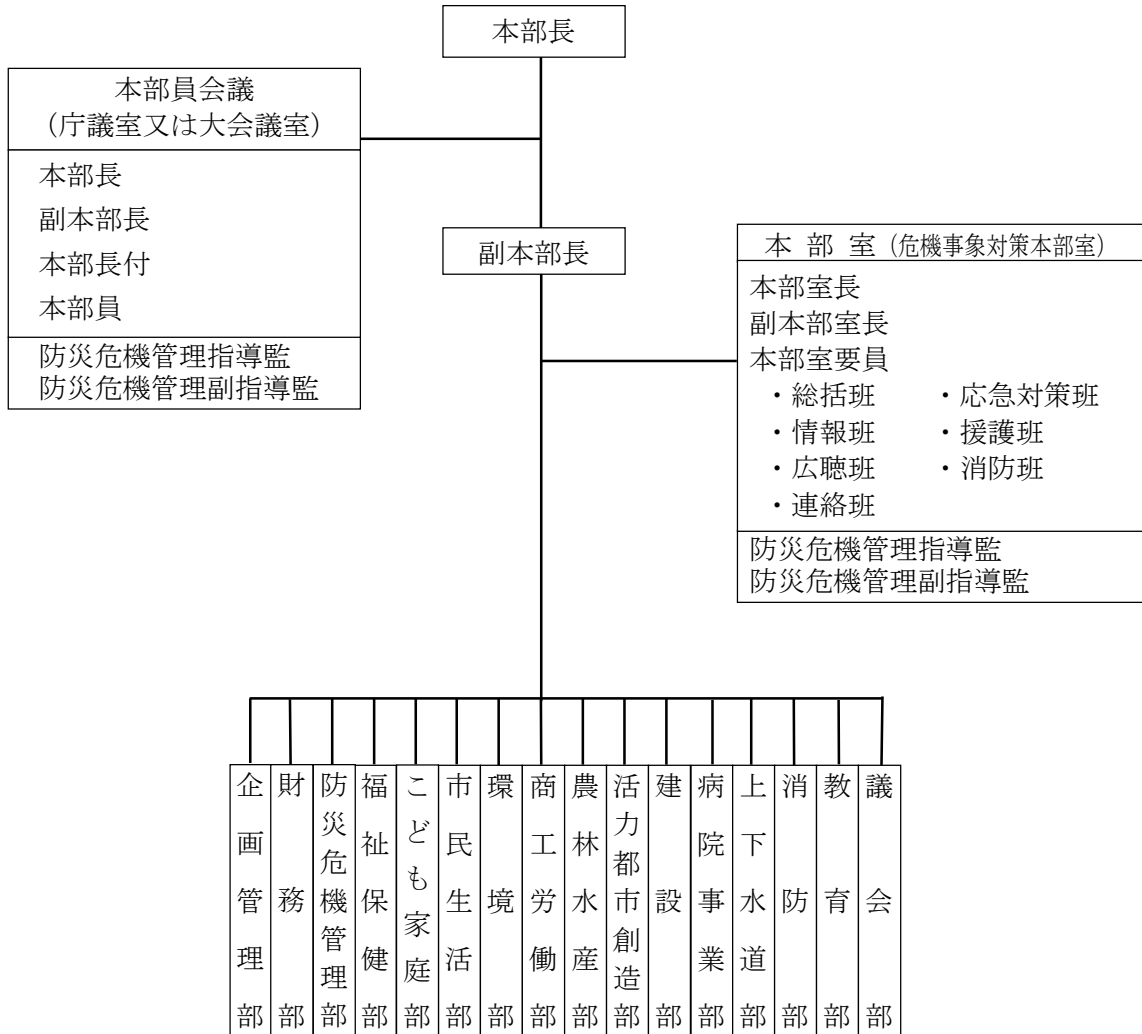 本部長
本部員会議
（庁議室又は大会議室）
本部長
副本部長
本部長付
本部員
防災危機管理指導監
防災危機管理副指導監
副本部長
本部室（危機事象対策本部室）
本部室長
副本部室長
本部室要員
・総括班　・応急対策班
・情報班　・援護班
・広聴班　・消防班
・連絡班
防災危機管理指導監
防災危機管理副指導監
企画管理部
財務部
防災危機管理部
福祉保健部
こども家庭部
市民生活部
環境部
商工労働部
農林水産部
活力都市創造部
建設部
病院事業部
上下水道部
消防部
教育部
議会部